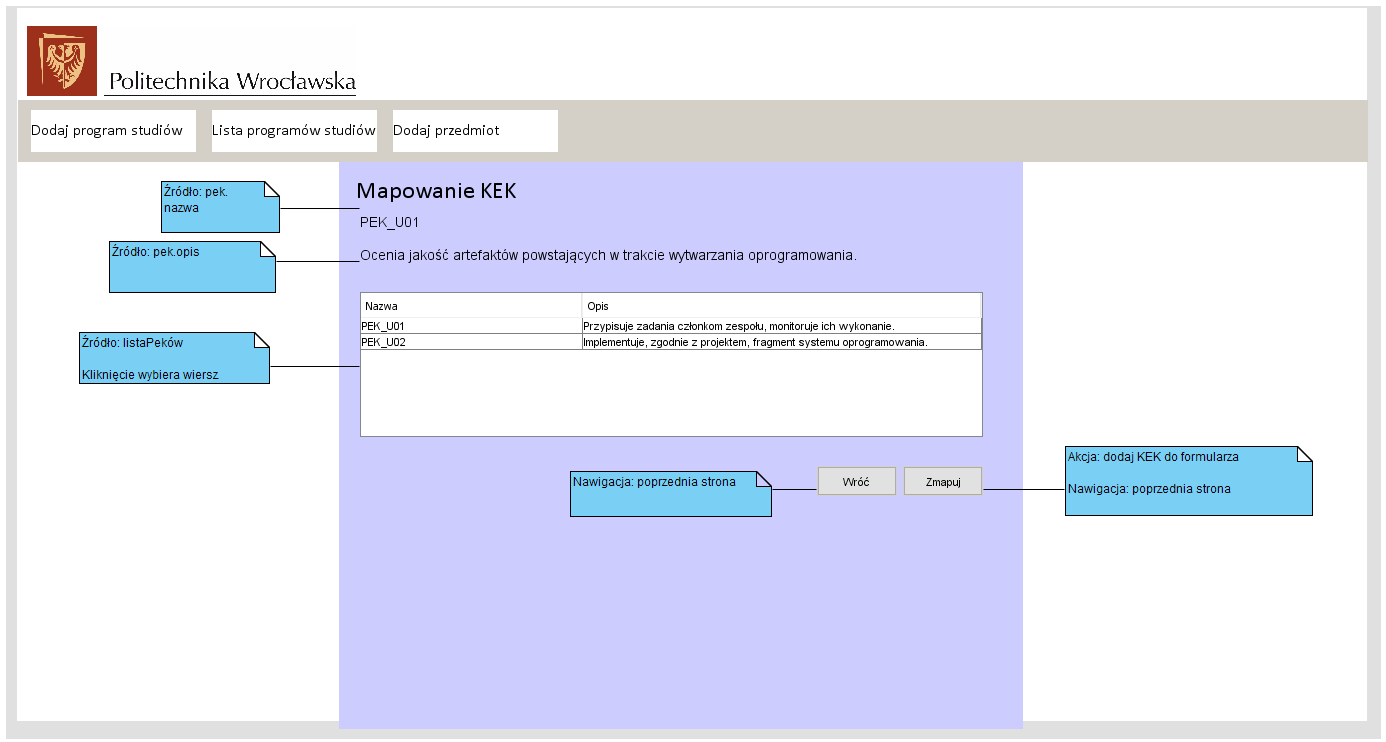 Politechnika Wrocławska
Dodaj program studiów
Lista programów studiów
Dodaj przedmiot
Źródło: pek.
nazwa
Mapowanie KEK
PEK_U01
Źródło: pek.opis
Ocenia jakość artefaktów powstających w trakcie wytwarzania oprogramowania.
Nazwa Opis
PEK_U01 Przypisuje zadania członkom zespołu, monitoruje ich wykonanie.
PEK_U02 Implementuje, zgodnie z projektem, fragment systemu oprogramowania.
Źródło: listaPeków
Kliknięcie wybiera wiersz
Nawigacja: poprzednia strona
Wróć
Zmapuj
Akcja: dodaj KEK do formularza
Nawigacja: poprzednia strona